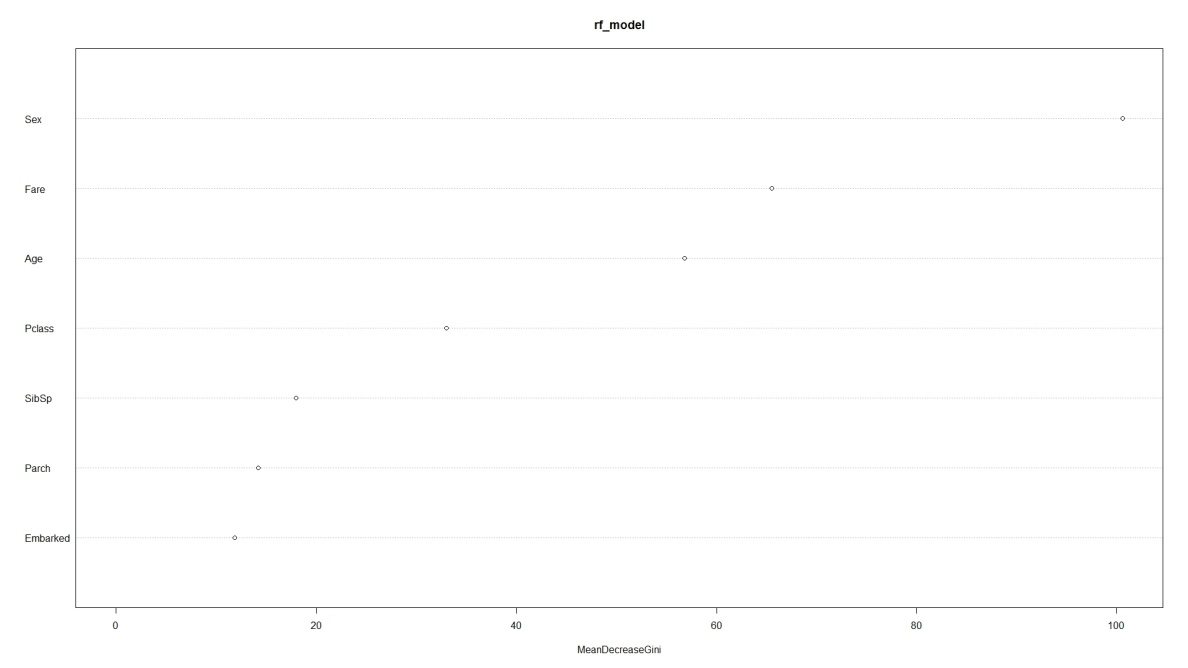 rf_model
Sex
Fare
Age
Pclass
SibSp
Parch
Embarked
0 20 40 60 80 100
MeanDecreaseGini